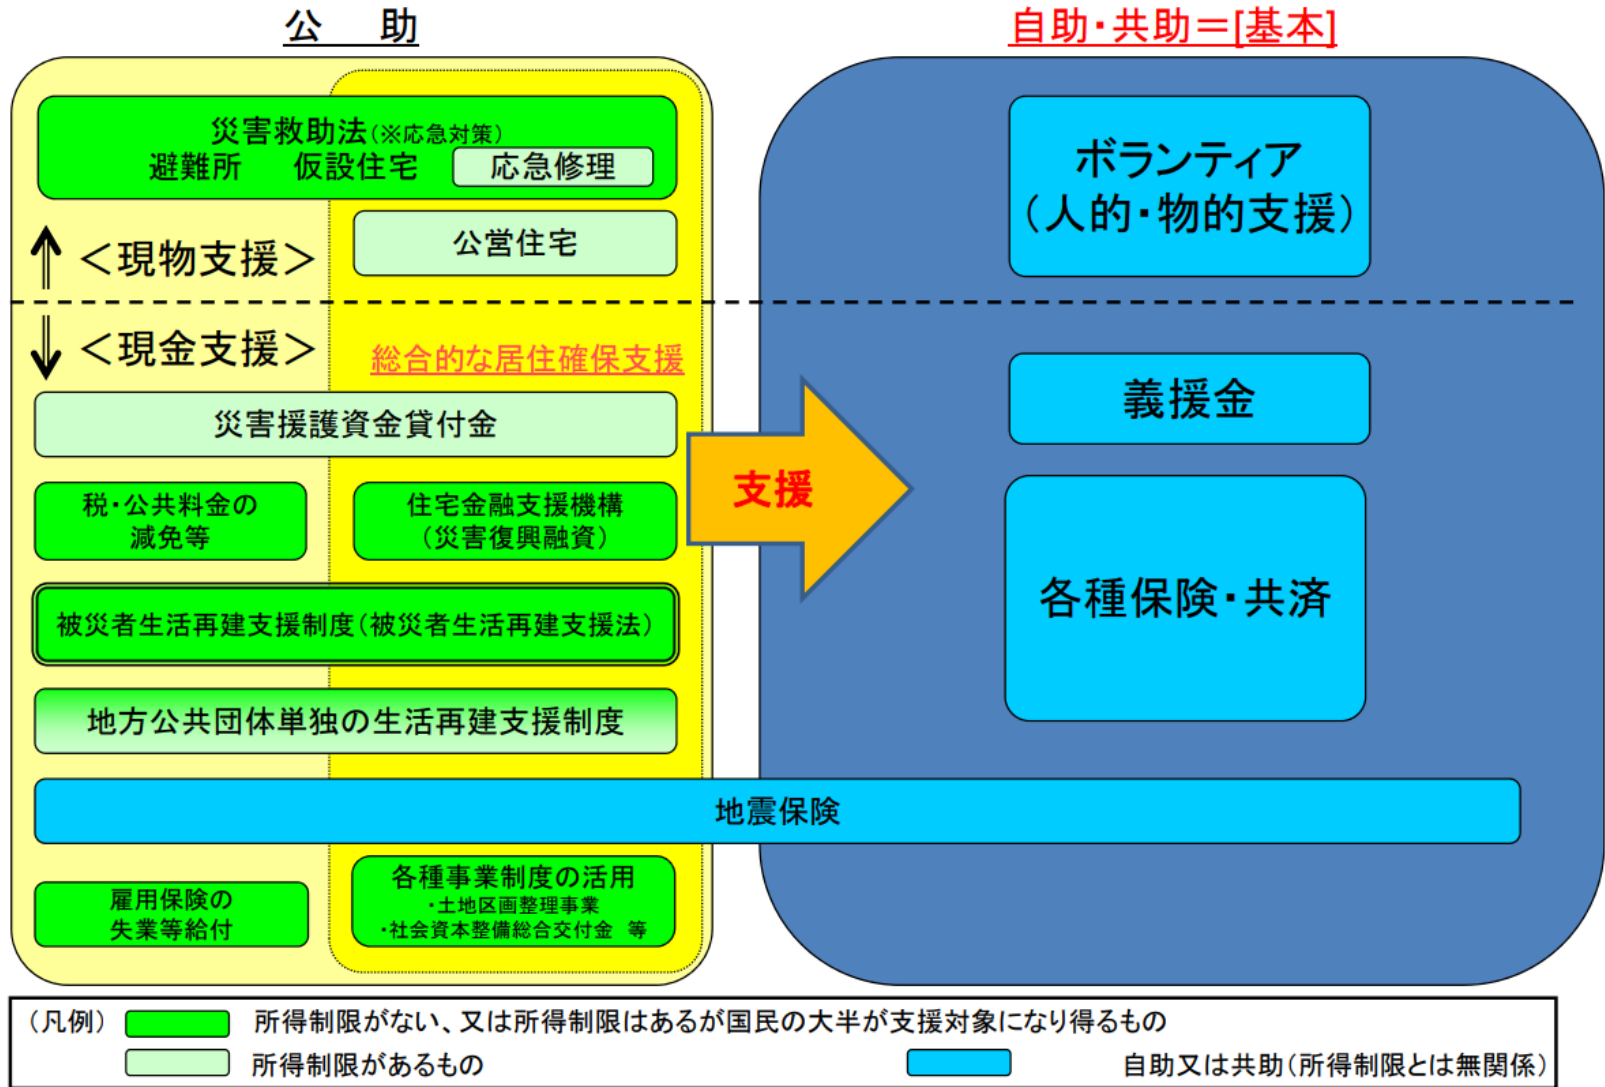 公 助
自助・共助＝[基本]
災害救助法(※応急対策)
避難所 仮設住宅 応急修理
公営住宅
＜現物支援＞
＜現金支援＞
総合的な居住確保支援
災害援護資金貸付金
税・公共料金の
減免等
住宅金融支援機構
(災害復興融資)
被災者生活再建支援制度(被災者生活再建支援法)
地方公共団体単独の生活再建支援制度
地震保険
雇用保険の
失業等給付
各種事業制度の活用
・土地区画整理事業
・社会資本整備総合交付金 等
支援
ボランティア
(人的・物的支援)
義援金
各種保険・共済
(凡例) 所得制限がない、又は所得制限はあるが国民の大半が支援対象になり得るもの
所得制限があるもの
自助又は共助(所得制限とは無関係)